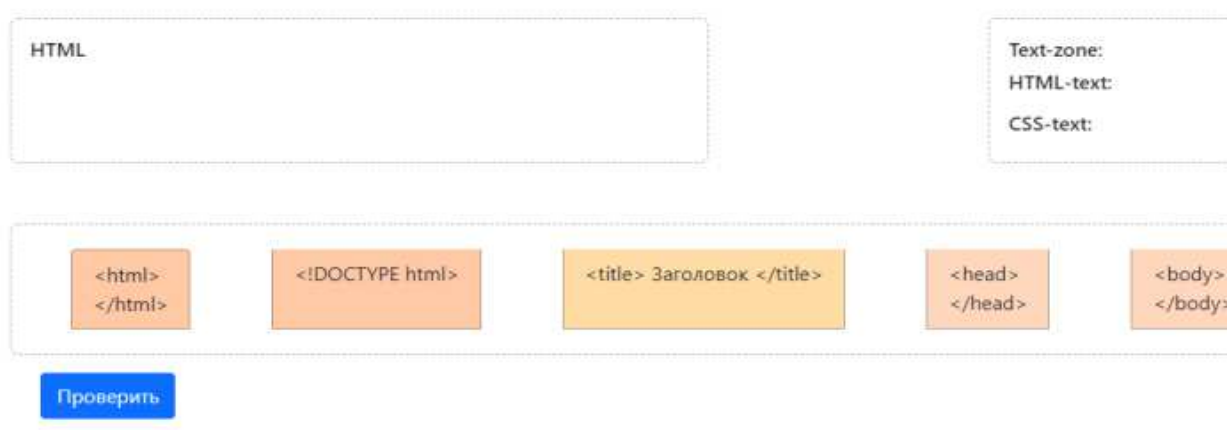 HTML
Text-zone:
HTML-text:
CSS-text:
<html>
</html>
<!DOCTYPE html>
<title> Заголовок </title>
<head>
</head>
<body>
</body>
Проверить